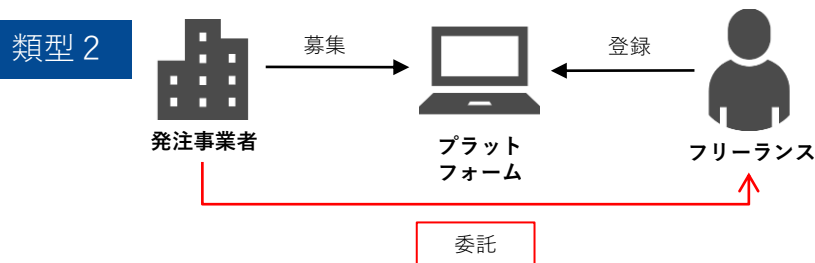 類型２
募集
登録
発注事業者
プラット
フォーム
フリーランス
委託